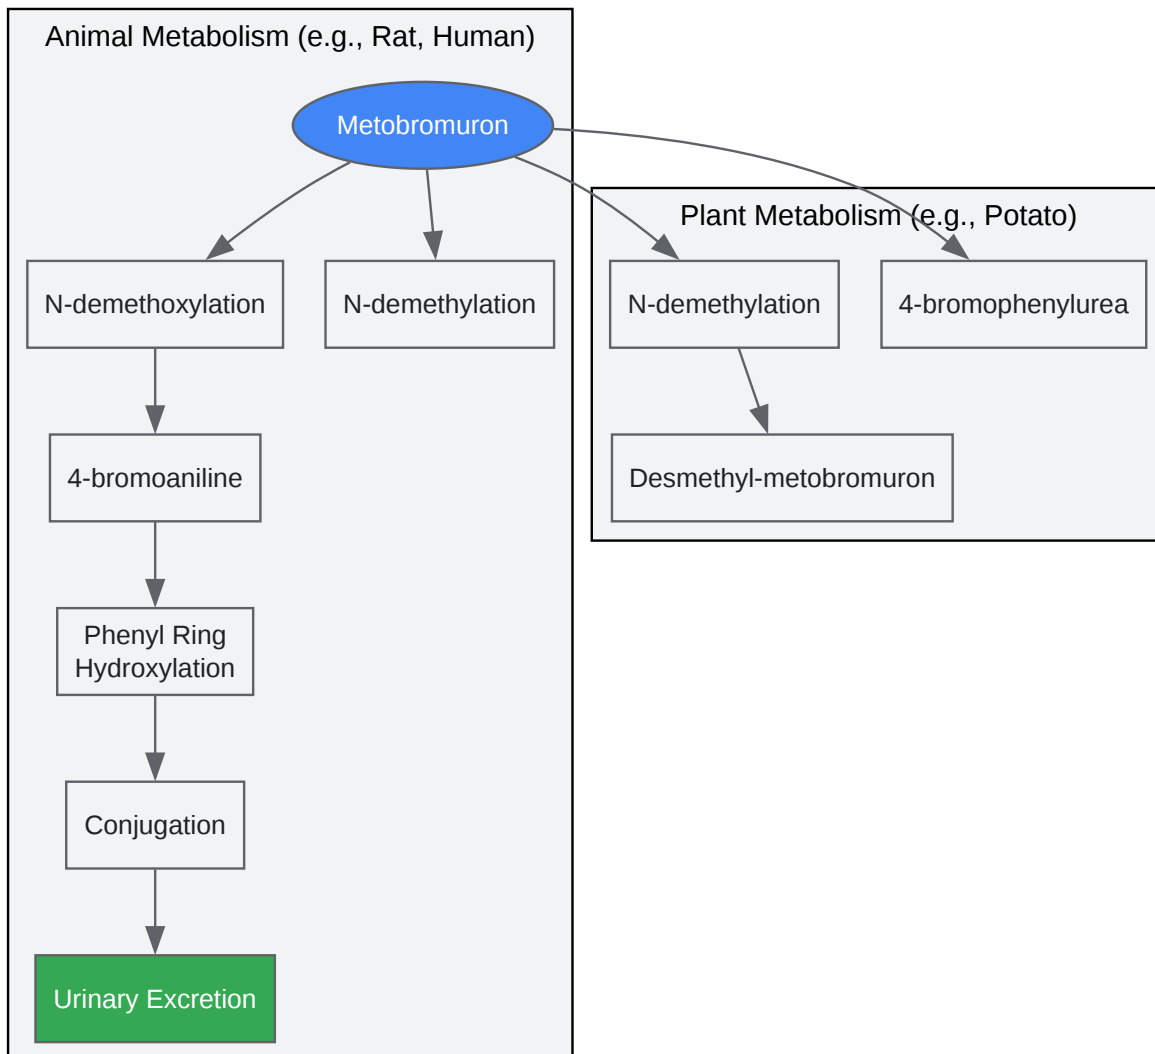 Animal Metabolism (e.g., Rat, Human)
Metobromuron
Plant Metabolism (e.g., Potato)
N-demethoxylation
N-demethylation
N-demethylation
4-bromophenylurea
4-bromoaniline
Desmethyl-metobromuron
Phenyl Ring
Hydroxylation
Conjugation
Urinary Excretion